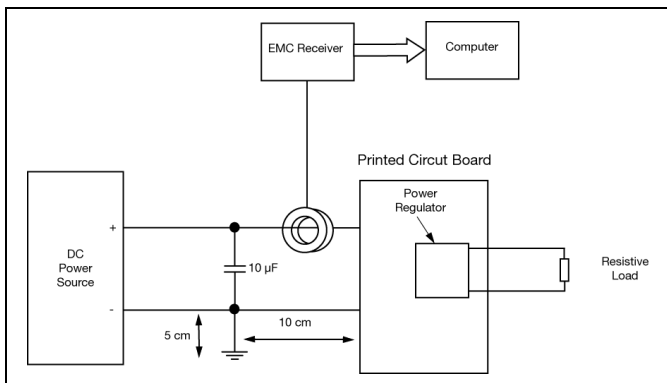 EMC Receiver
Computer
Printed Circut Board
Power
Regulator
+
DC
Power
Source
-
10 µF
Resistive
Load
5 cm
10 cm